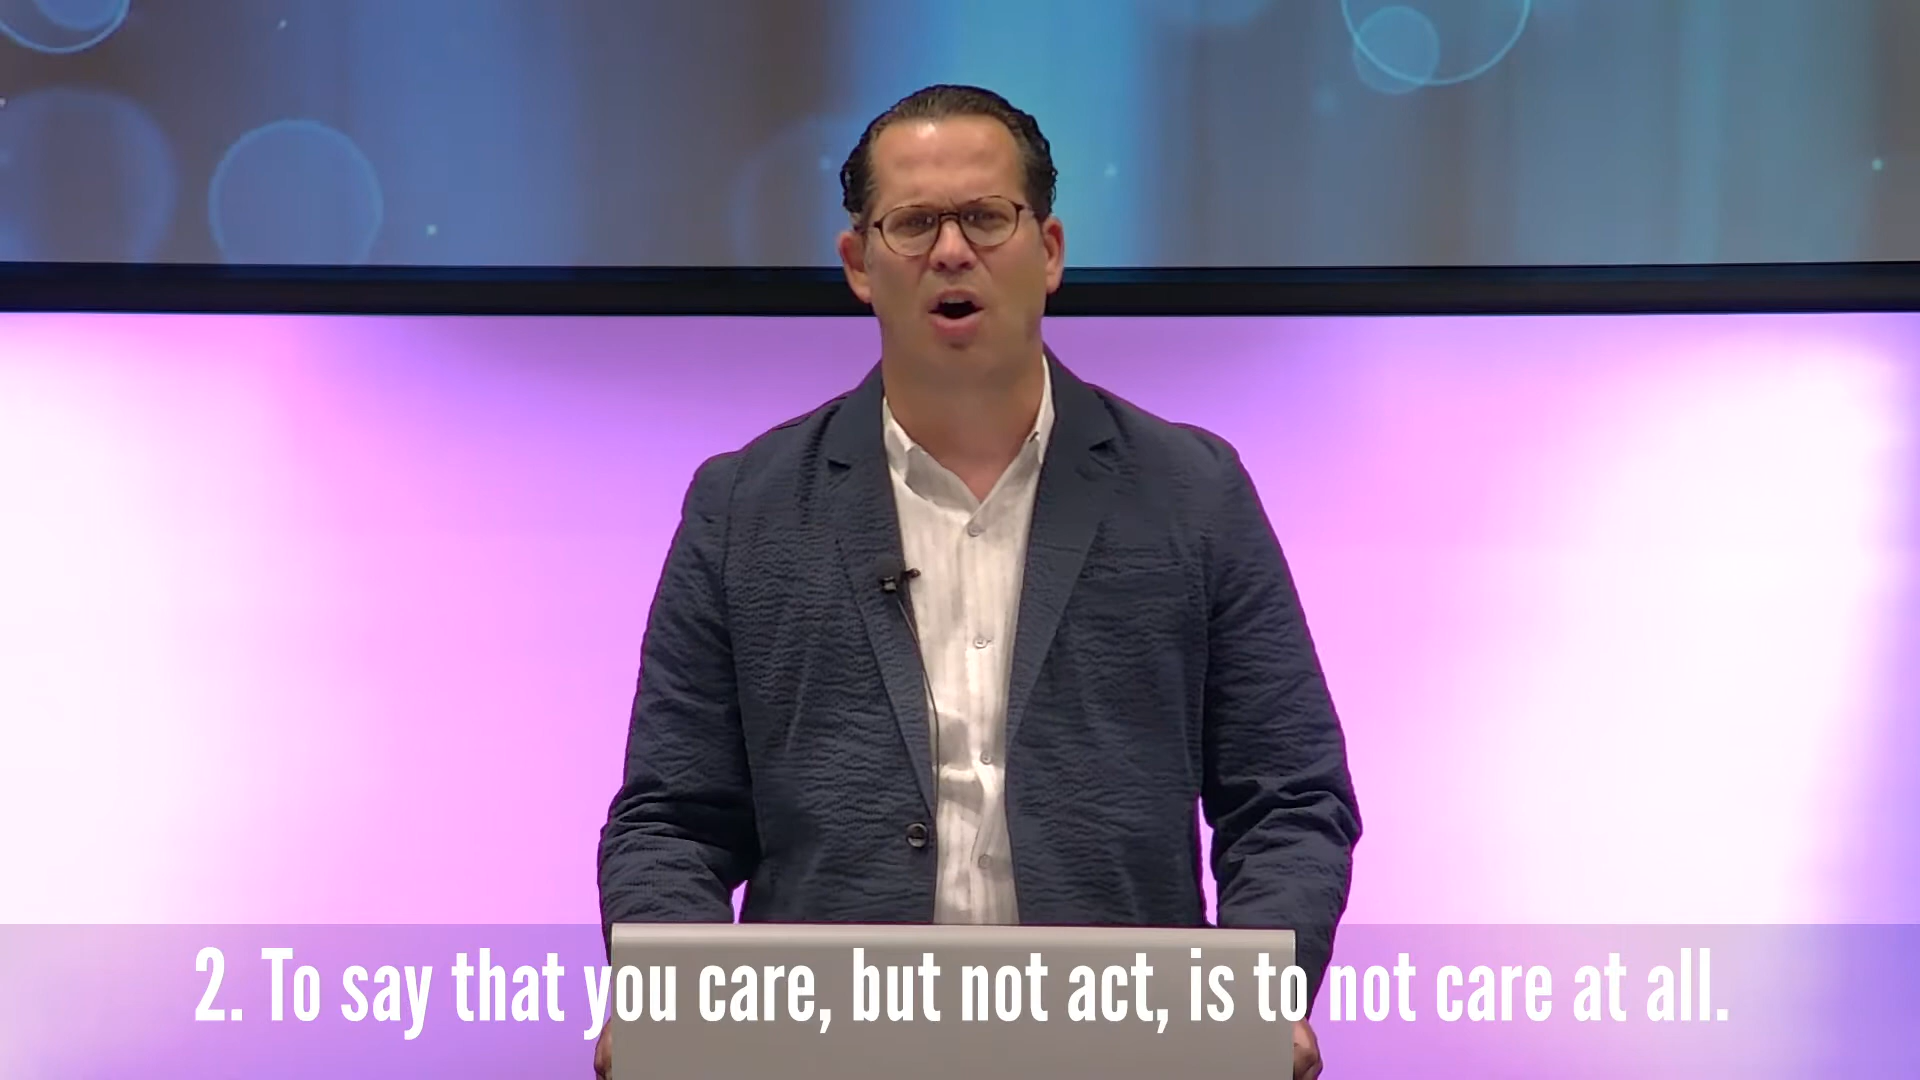 2. To say that you care, but not act, is to not care at all.